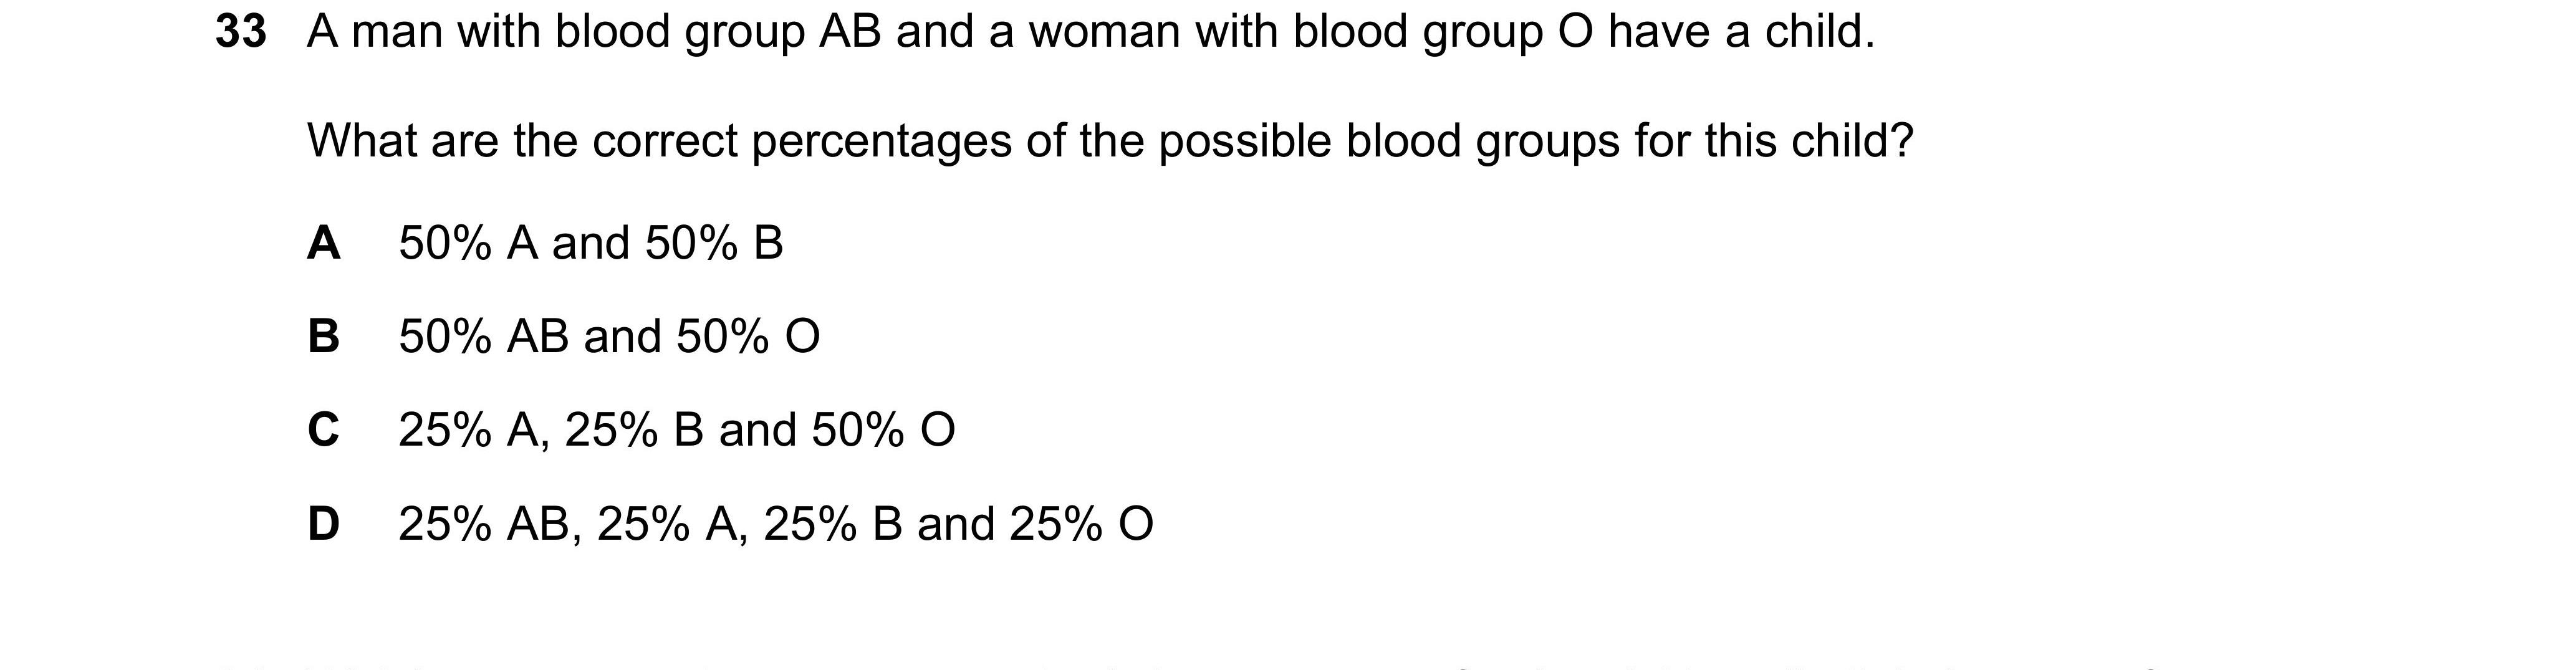 33 A man with blood group AB and a woman with blood group O have a child.
What are the correct percentages of the possible blood groups for this child?
A 50% A and 50% B
B 50% AB and 50% O
C 25% A, 25% B and 50% O
D 25% AB, 25% A, 25% B and 25% O